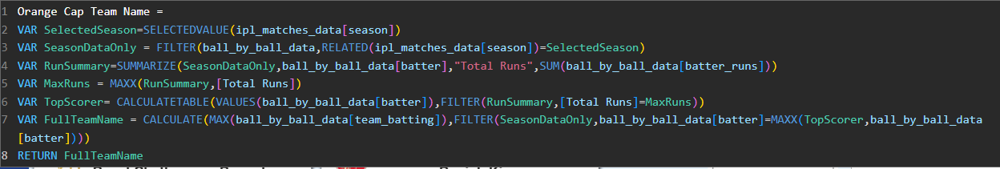 1 Orange Cap Team Name =
2 VAR SelectedSeason=SELECTEDVALUE(ipl_matches_data[season])
3 VAR SeasonDataOnly = FILTER(ball_by_ball_data,RELATED(ipl_matches_data[season])=SelectedSeason)
4 VAR RunSummary=SUMMARIZE(SeasonDataOnly,ball_by_ball_data[batter],"Total Runs",SUM(ball_by_ball_data[batter_runs]))
5 VAR MaxRuns = MAXX(RunSummary,[Total Runs])
6 VAR TopScorer= CALCULATETABLE(VALUES(ball_by_ball_data[batter]),FILTER(RunSummary,[Total Runs]=MaxRuns))
7 VAR FullTeamName = CALCULATE(MAX(ball_by_ball_data[team_batting]),FILTER(SeasonDataOnly,ball_by_ball_data[batter]=MAXX(TopScorer,ball_by_ball_data
[batter])))
8 RETURN FullTeamName